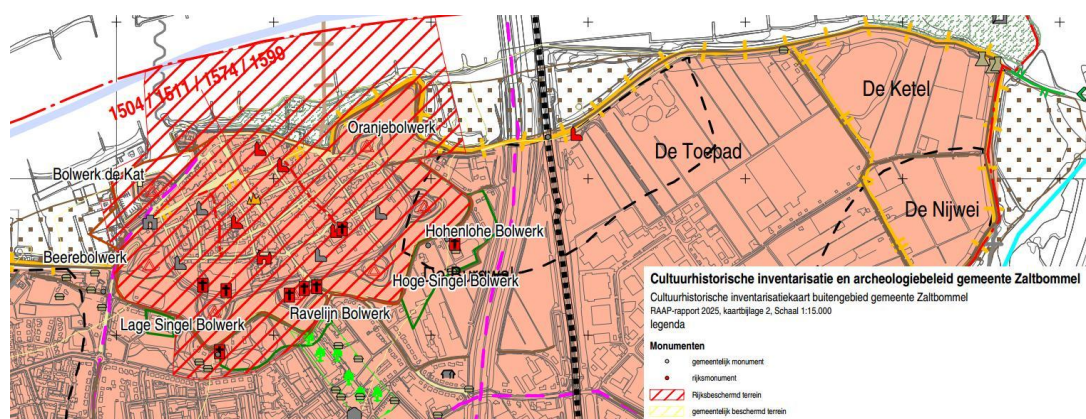 1504 / 1511 / 1574 / 1599
Oranjebolwerk
De Ketel
De Toepad
Bolwerk de Kat
De Nijwei
Hohenlohe Bolwerk
Beerebolwerk
Hoge Singel Bolwerk
Ravelijn Bolwerk
Lage Singel Bolwerk
Cultuurhistorische inventarisatie en archeologiebeleid gemeente Zaltbommel
Cultuurhistorische inventarisatiekaart buitengebied gemeente Zaltbommel
RAAP-rapport 2025, kaartbijlage 2, Schaal 1:15.000
legenda
Monumenten
gemeentelijk monument
rijksmonument
Rijksbeschermd terrein
gemeentelijk beschermd terrein